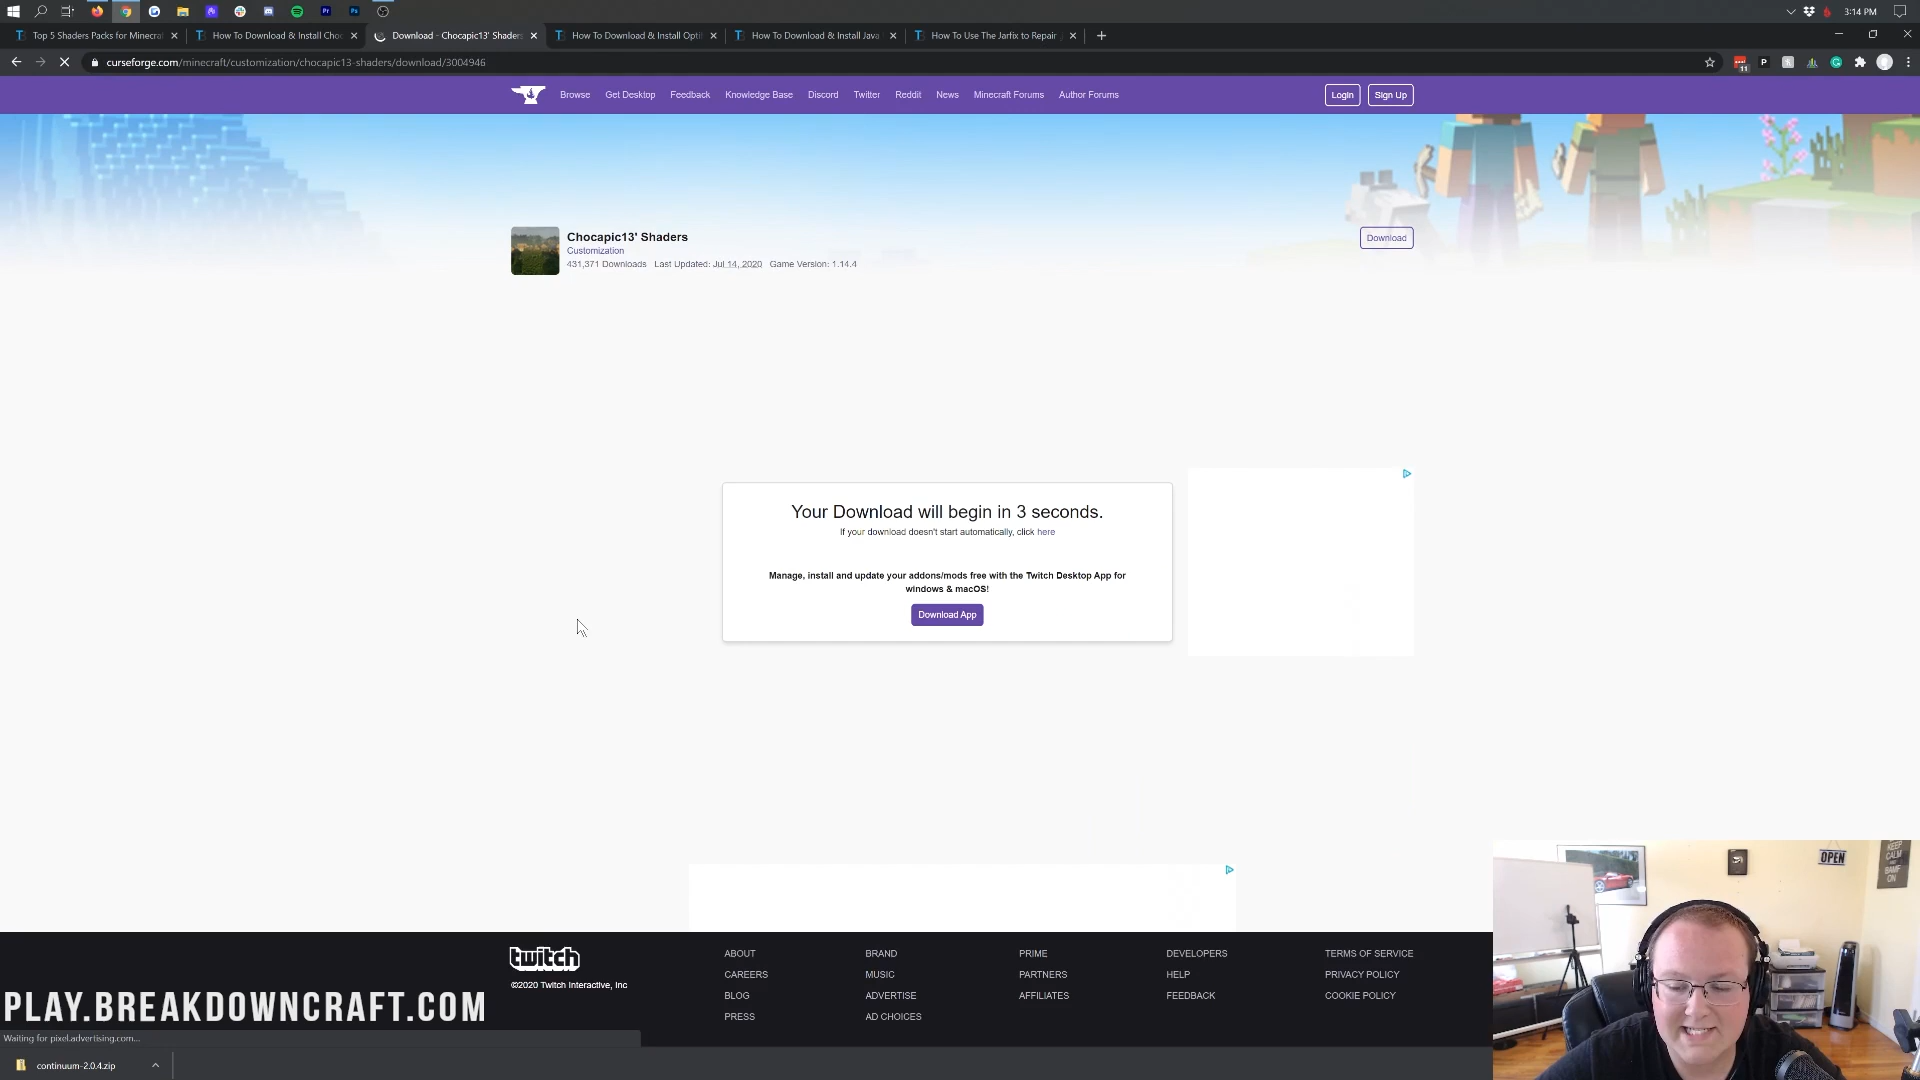 3:14 PM
Top 5 Shaders Packs for Minecraf
How To Download & Install Choc
Download - Chocapic13' Shaders
How To Download & Install Opti
How To Download & Install Java
How To Use The Jarfix to Repair
curseforge.com/minecraft/customization/chocapic13-shaders/download/3004946
11
Browse Get Desktop Feedback Knowledge Base Discord Twitter Reddit News Minecraft Forums Author Forums
Login Sign Up
Chocapic13' Shaders
Download
Customization
431,371 Downloads Last Updated: Jul 14, 2020 Game Version: 1.14.4
Your Download will begin in 3 seconds.
If your download doesn't start automatically, click here
Manage, install and update your addons/mods free with the Twitch Desktop App for
windows & macOS!
Download App
OPEN
KEEP
CALM
AND
BAMF
ON
twitch
©2020 Twitch Interactive, Inc
ABOUT BRAND PRIME DEVELOPERS TERMS OF SERVICE
CAREERS MUSIC PARTNERS HELP PRIVACY POLICY
BLOG ADVERTISE AFFILIATES FEEDBACK COOKIE POLICY
PRESS AD CHOICES
PLAY.BREAKDOWNCRAFT.COM
Waiting for pixel.advertising.com...
continuum-2.0.4.zip